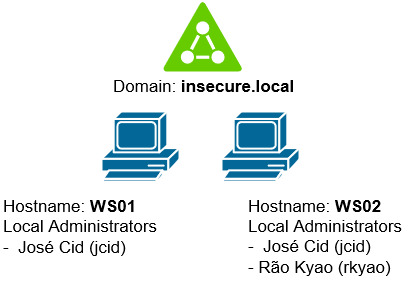 Domain: insecure.local
Hostname: WS01
Local Administrators
- José Cid (jcid)
Hostname: WS02
Local Administrators
- José Cid (jcid)
- Rão Kyao (rkyao)